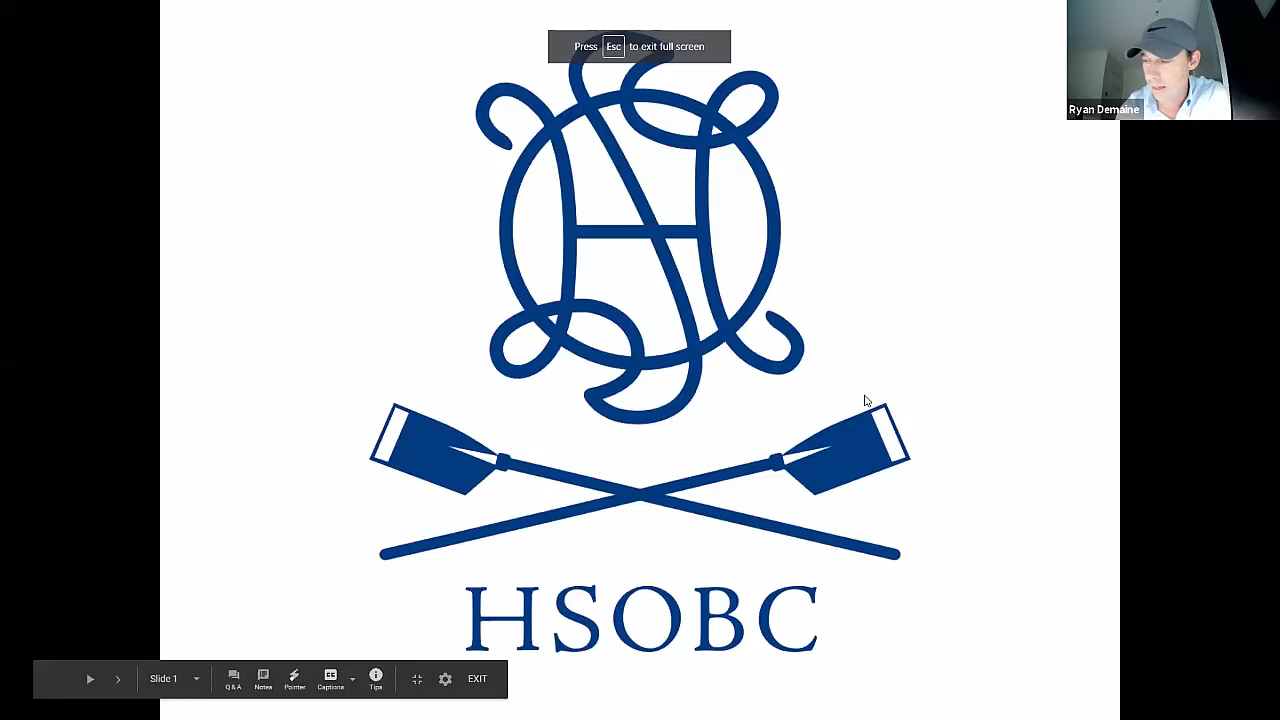 Press Esc to exit full screen
Ryan Demaine
HSOBC
Slide 1
Q & A
Notes
Pointer
Captions
Tips
EXIT